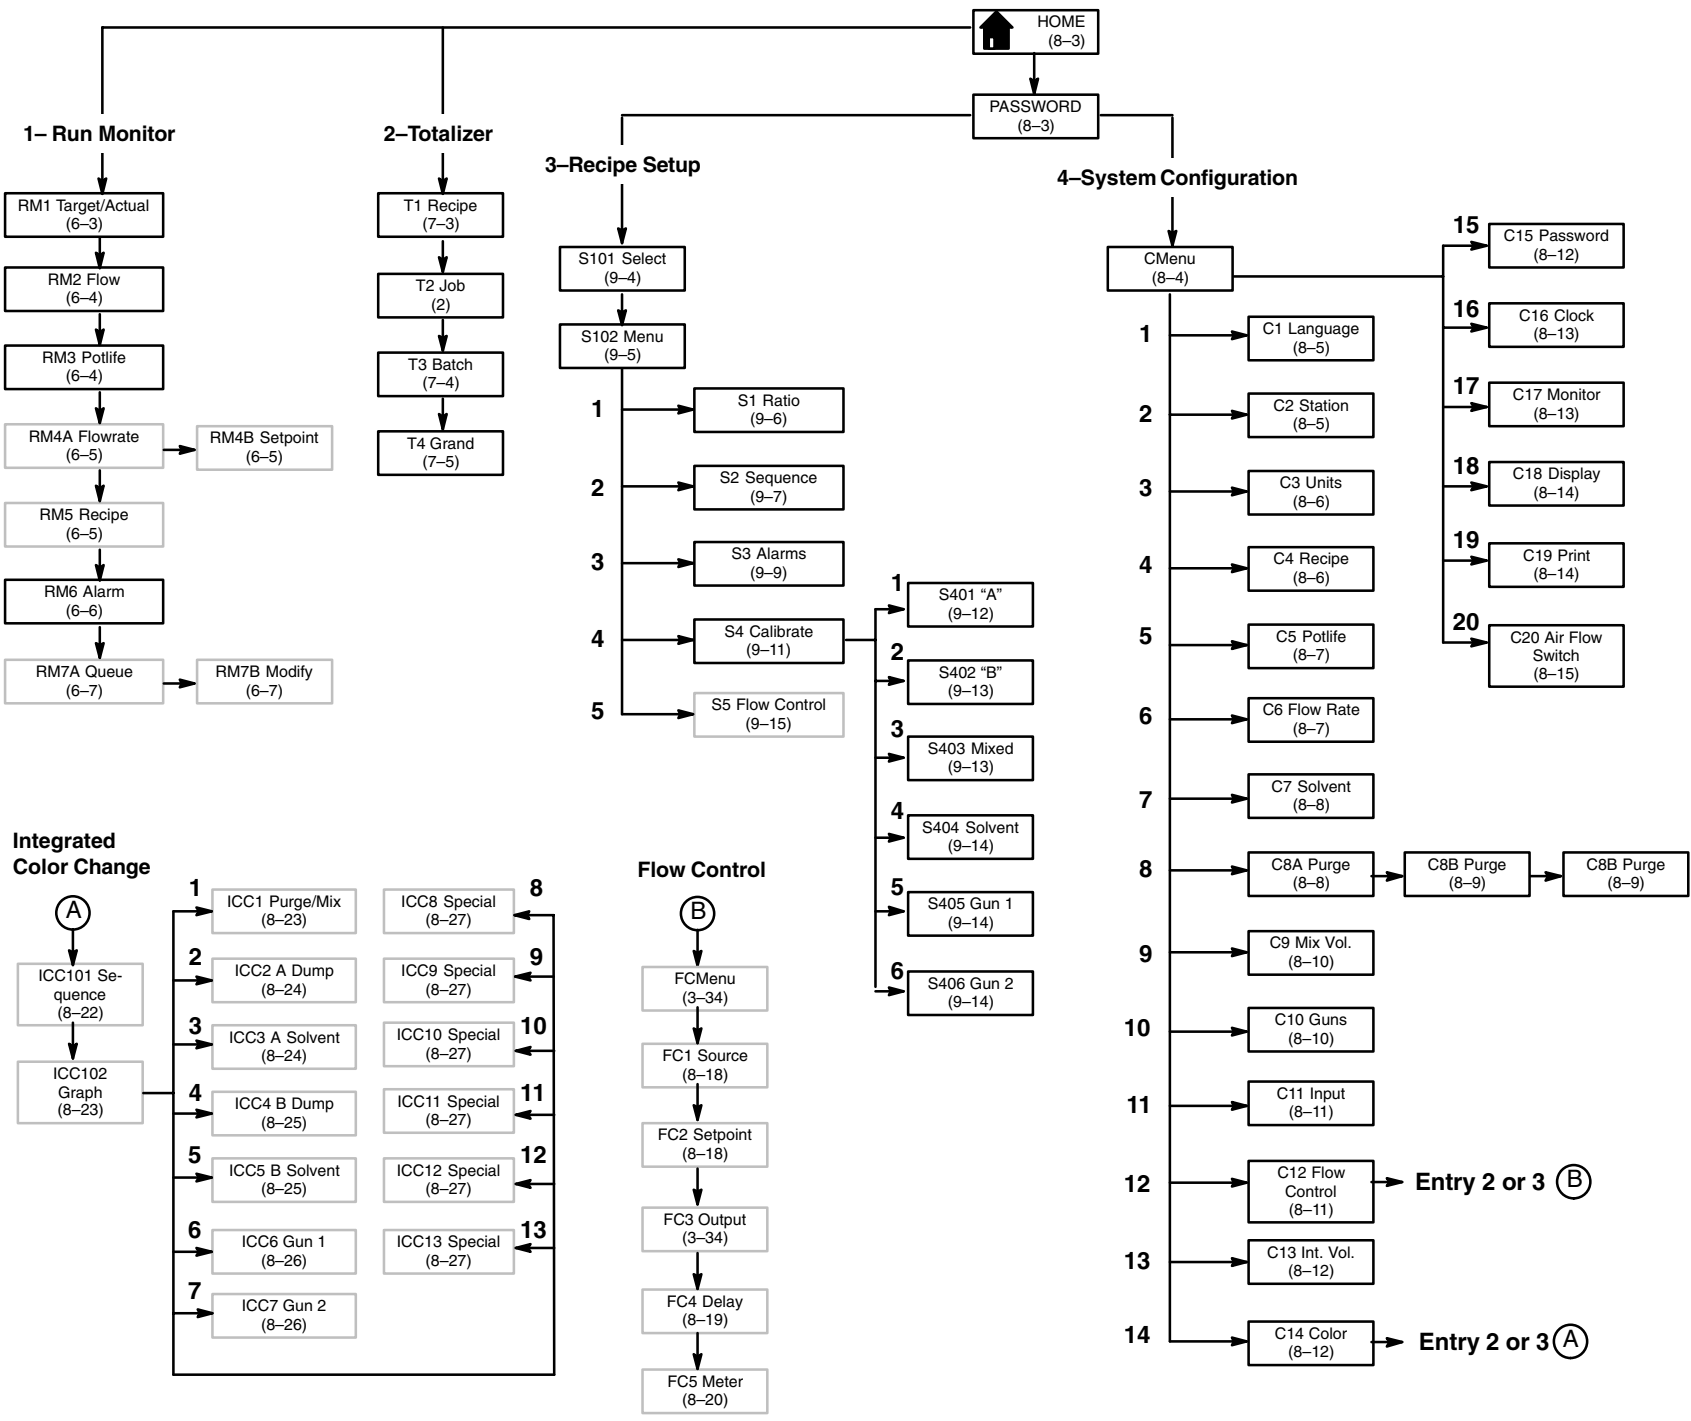 HOME
(8–3)
PASSWORD
(8–3)
1– Run Monitor
RM1 Target/Actual
(6–3)
RM2 Flow
(6–4)
RM3 Potlife
(6–4)
RM4A Flowrate
(6–5)
RM4B Setpoint
(6–5)
RM5 Recipe
(6–5)
RM6 Alarm
(6–6)
RM7A Queue
(6–7)
RM7B Modify
(6–7)
2–Totalizer
T1 Recipe
(7–3)
T2 Job
(2)
T3 Batch
(7–4)
T4 Grand
(7–5)
3–Recipe Setup
S101 Select
(9–4)
S102 Menu
(9–5)
1
S1 Ratio
(9–6)
2
S2 Sequence
(9–7)
3
S3 Alarms
(9–9)
4
S4 Calibrate
(9–11)
5
S5 Flow Control
(9–15)
1
S401 “A”
(9–12)
2
S402 “B”
(9–13)
3
S403 Mixed
(9–13)
4
S404 Solvent
(9–14)
5
S405 Gun 1
(9–14)
6
S406 Gun 2
(9–14)
4–System Configuration
CMenu
(8–4)
1
C1 Language
(8–5)
2
C2 Station
(8–5)
3
C3 Units
(8–6)
4
C4 Recipe
(8–6)
5
C5 Potlife
(8–7)
6
C6 Flow Rate
(8–7)
7
C7 Solvent
(8–8)
8
C8A Purge
(8–8)
C8B Purge
(8–9)
C8B Purge
(8–9)
9
C9 Mix Vol.
(8–10)
10
C10 Guns
(8–10)
11
C11 Input
(8–11)
12
C12 Flow
Control
(8–11)
Entry 2 or 3 B
13
C13 Int. Vol.
(8–12)
14
C14 Color
(8–12)
Entry 2 or 3 A
15
C15 Password
(8–12)
16
C16 Clock
(8–13)
17
C17 Monitor
(8–13)
18
C18 Display
(8–14)
19
C19 Print
(8–14)
20
C20 Air Flow
Switch
(8–15)
Integrated
Color Change
A
ICC101 Se-
quence
(8–22)
ICC102
Graph
(8–23)
1
ICC1 Purge/Mix
(8–23)
2
ICC2 A Dump
(8–24)
3
ICC3 A Solvent
(8–24)
4
ICC4 B Dump
(8–25)
5
ICC5 B Solvent
(8–25)
6
ICC6 Gun 1
(8–26)
7
ICC7 Gun 2
(8–26)
8
ICC8 Special
(8–27)
9
ICC9 Special
(8–27)
10
ICC10 Special
(8–27)
11
ICC11 Special
(8–27)
12
ICC12 Special
(8–27)
13
ICC13 Special
(8–27)
Flow Control
B
FCMenu
(3–34)
FC1 Source
(8–18)
FC2 Setpoint
(8–18)
FC3 Output
(3–34)
FC4 Delay
(8–19)
FC5 Meter
(8–20)